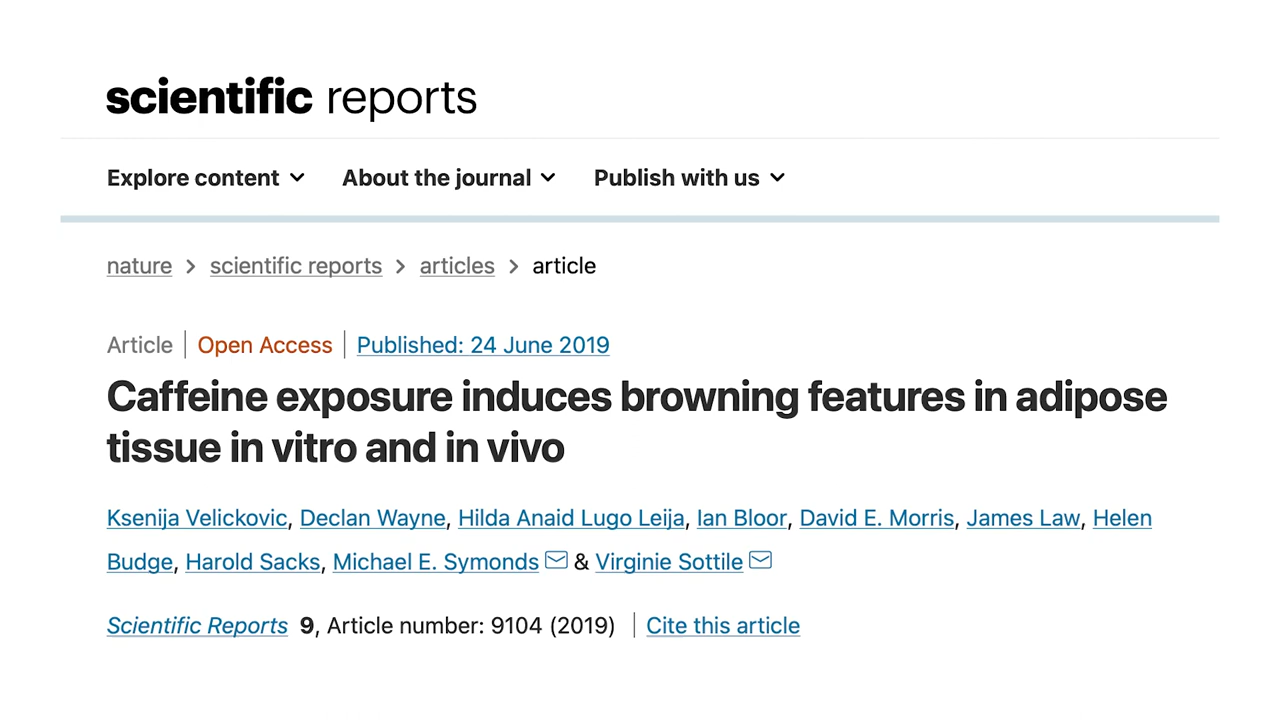 scientific reports
Explore content About the journal Publish with us
nature > scientific reports > articles > article
Article | Open Access | Published: 24 June 2019
Caffeine exposure induces browning features in adipose
tissue in vitro and in vivo
Ksenija Velickovic, Declan Wayne, Hilda Anaid Lugo Leija, Ian Bloor, David E. Morris, James Law, Helen
Budge, Harold Sacks, Michael E. Symonds & Virginie Sottile
Scientific Reports 9, Article number: 9104 (2019) | Cite this article